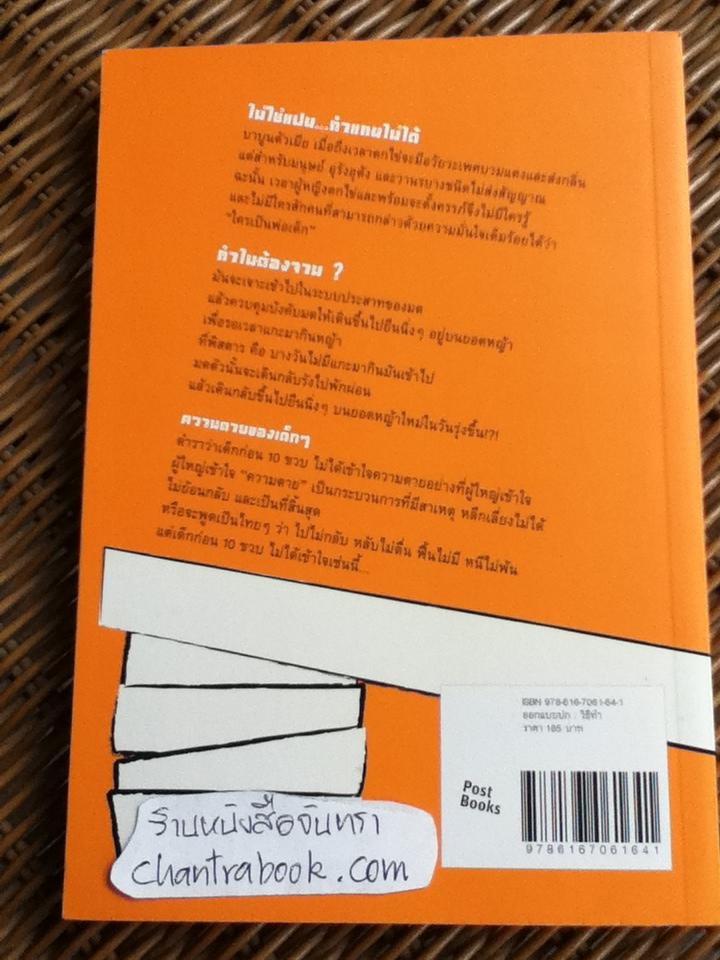 ไม่ใช่แฟน...ทำแทนไม่ได้
บาบูนตัวเมีย เมื่อถึงเวลาตกไข่จะมีอวัยวะเพศบวมแดงและส่งกลิ่น
แต่สำหรับมนุษย์ อุรังอุตัง และวานรบางชนิดไม่ส่งสัญญาณ
ฉะนั้น เวลาผู้หญิงตกไข่และพร้อมจะตั้งครรภ์จึงไม่มีใครรู้
และไม่มีใครสักคนที่สามารถกล่าวด้วยความมั่นใจเต็มร้อยได้ว่า
"ใครเป็นพ่อเด็ก"
ทำไมต้องจาม ?
มันจะเจาะเข้าไปในระบบประสาทของมด
แล้วควบคุมบังคับมดให้เดินขึ้นไปยืนนิ่งๆ อยู่บนยอดหญ้า
เพื่อรอเวลาแกะมากินหญ้า
ที่พิสดาร คือ บางวันไม่มีแกะมากินมันเข้าไป
มดตัวนั้นจะเดินกลับรังไปพักผ่อน
แล้วเดินกลับขึ้นไปยืนนิ่งๆ บนยอดหญ้าใหม่ในวันรุ่งขึ้น!?!
ความตายของเด็กๆ
ตำราว่าเด็กก่อน 10 ขวบ ไม่ได้เข้าใจความตายอย่างที่ผู้ใหญ่เข้าใจ
ผู้ใหญ่เข้าใจ "ความตาย" เป็นกระบวนการที่มีสาเหตุ หลีกเลี่ยงไม่ได้
ไม่ย้อนกลับ และเป็นที่สิ้นสุด
หรือจะพูดเป็นไทยๆ ว่า ไปไม่กลับ หลับไม่ตื่น ฟื้นไม่มี หนีไม่พ้น
แต่เด็กก่อน 10 ขวบ ไม่ได้เข้าใจเช่นนี้...
ISBN 978-616-7061-64-1
ออกแบบปก : วิธีทำ
ราคา 185 บาท
Post
Books
9786167061641
ร้านหนังสือจันทรา
chantrabook.com